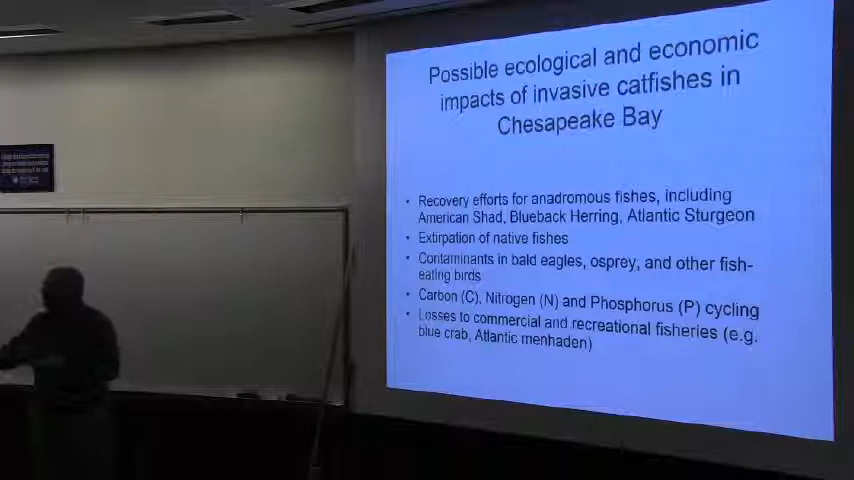 Possible ecological and economic
impacts of invasive catfishes in
Chesapeake Bay
• Recovery efforts for anadromous fishes, including
American Shad, Blueback Herring, Atlantic Sturgeon
• Extirpation of native fishes
• Contaminants in bald eagles, osprey, and other fish-
eating birds
• Carbon (C), Nitrogen (N) and Phosphorus (P) cycling
• Losses to commercial and recreational fisheries (e.g.
blue crab, Atlantic menhaden)